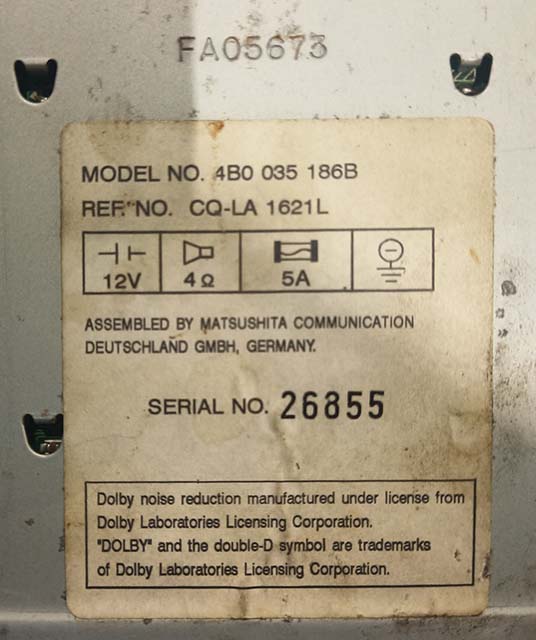 FA05673
MODEL NO. 4B0 035 186B
REF. NO. CQ-LA 1621L
12V 4Ω 5A
ASSEMBLED BY MATSUSHITA COMMUNICATION
DEUTSCHLAND GMBH, GERMANY.
SERIAL NO. 26855
Dolby noise reduction manufactured under license from
Dolby Laboratories Licensing Corporation.
"DOLBY" and the double-D symbol are trademarks
of Dolby Laboratories Licensing Corporation.